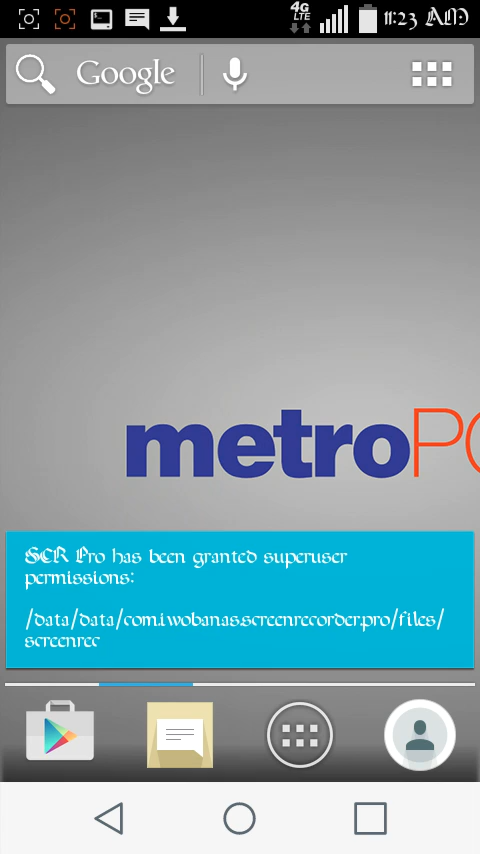 4G
LTE
11:23 AM
Google
metroPC
SCR Pro has been granted superuser
permissions:
/data/data/com.iwobanas.screenrecorder.pro/files/
screenrec